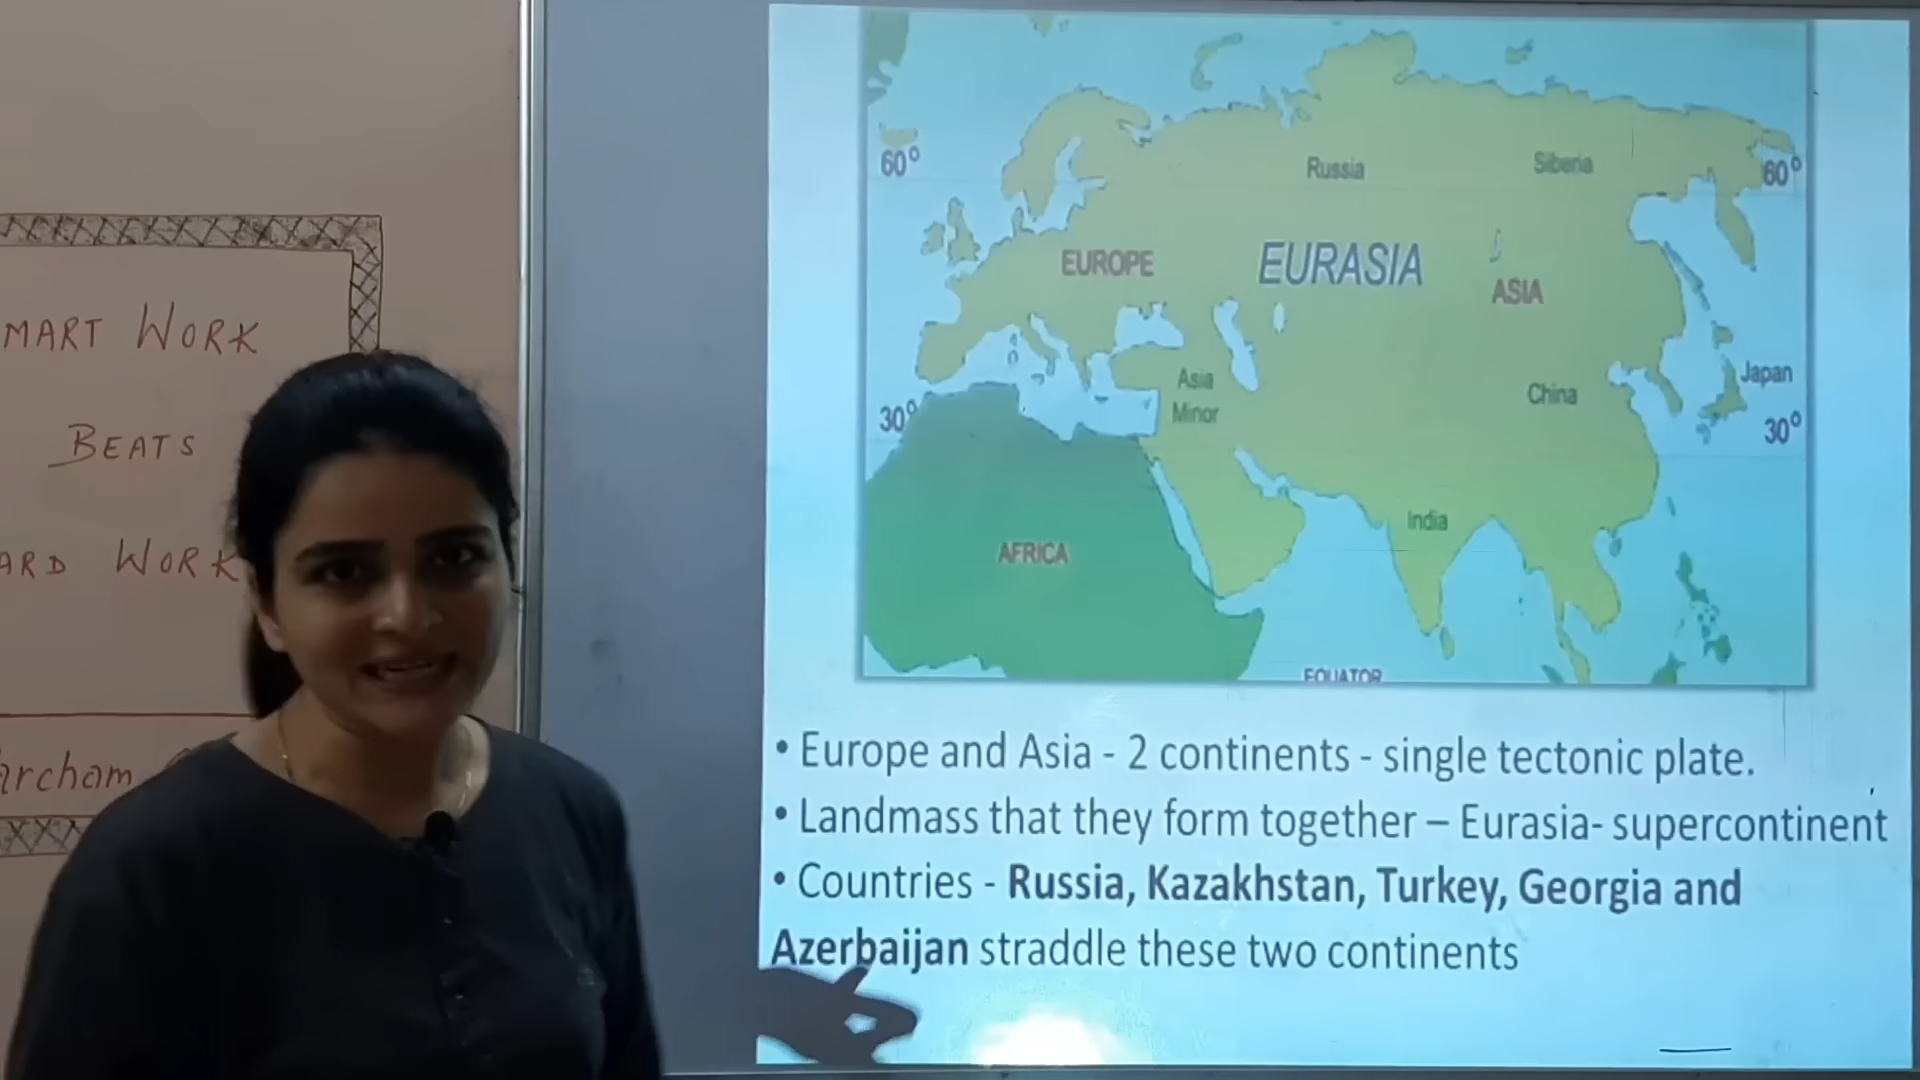 MART WORK
BEATS
ARD WORK
archam
60°
60°
Russia
Siberia
EUROPE
EURASIA
ASIA
Asia
Minor
China
Japan
30°
30°
India
AFRICA
EQUATOR
• Europe and Asia - 2 continents - single tectonic plate.
• Landmass that they form together – Eurasia- supercontinent
• Countries - Russia, Kazakhstan, Turkey, Georgia and
Azerbaijan straddle these two continents